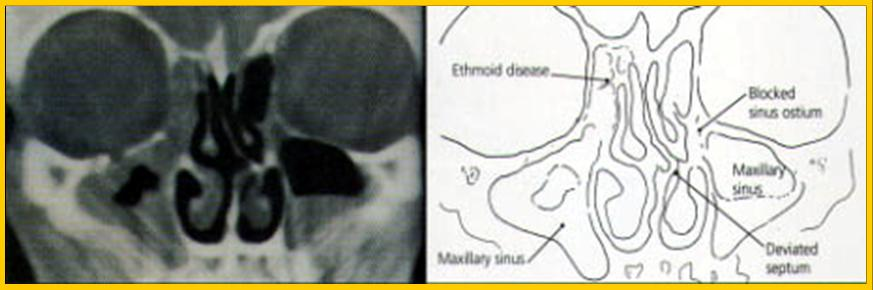 Ethmoid disease
Blocked
sinus ostium
Maxillary
sinus
Maxillary sinus
Deviated
septum